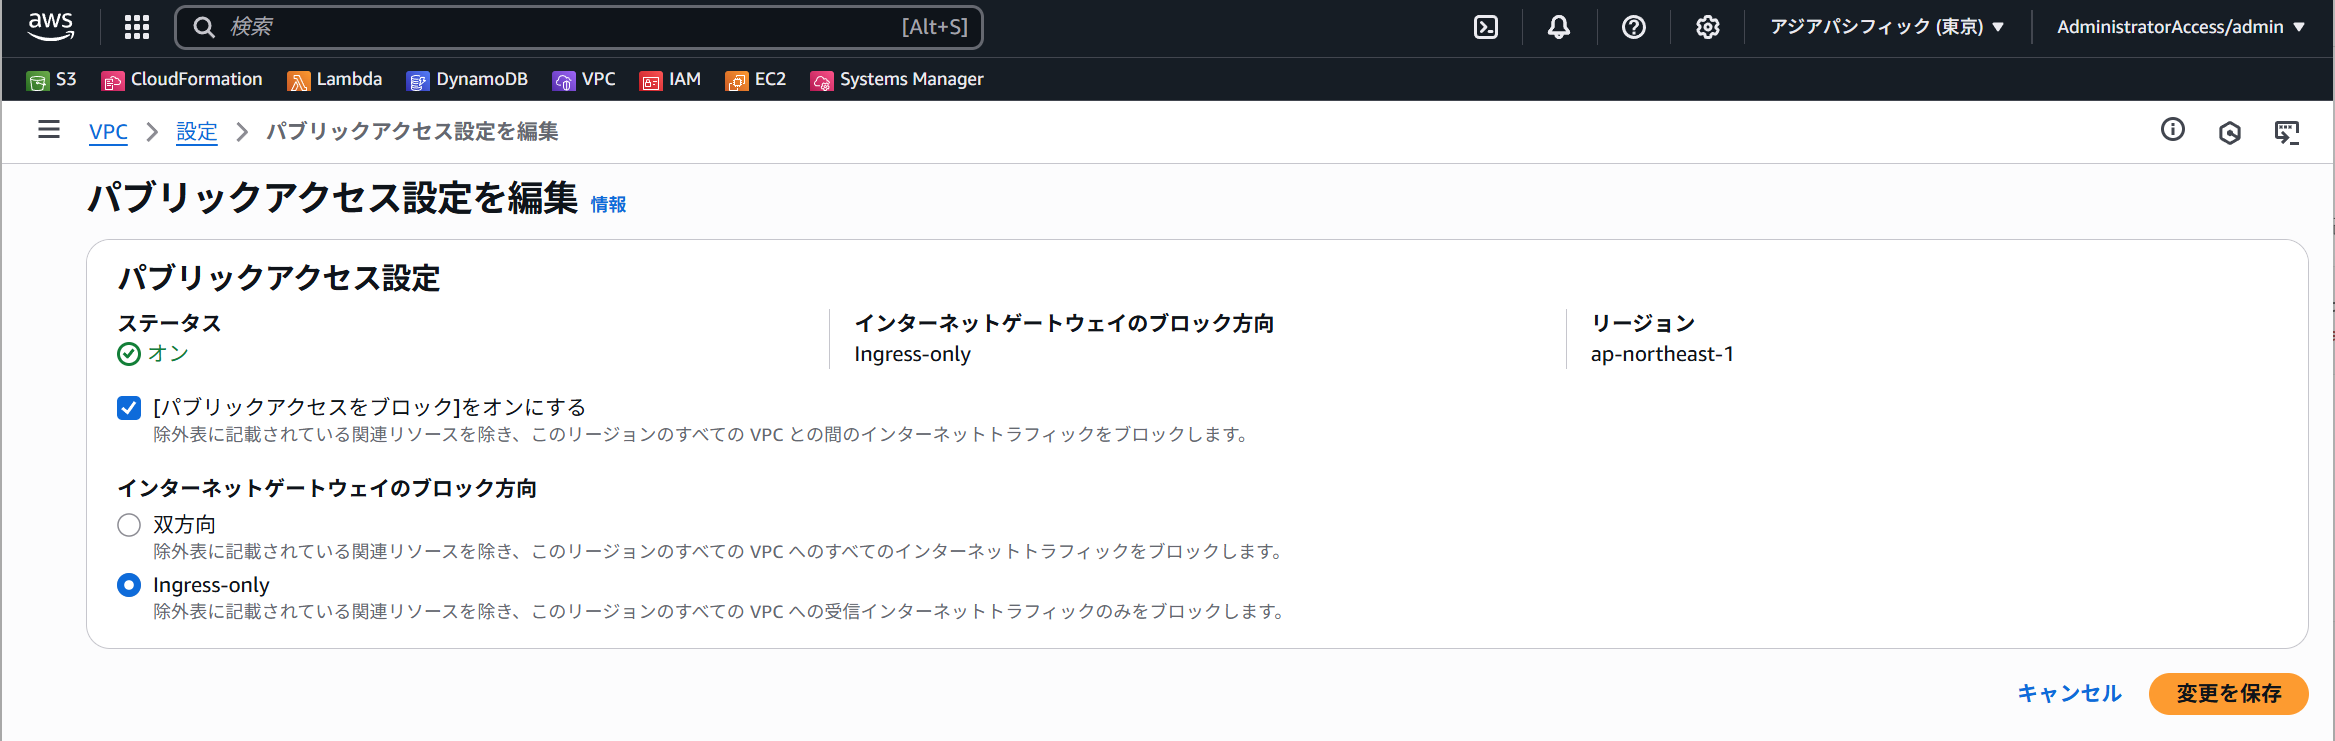 aws
検索 [Alt+S] アジアパシフィック (東京) AdministratorAccess/admin
S3 CloudFormation Lambda DynamoDB VPC IAM EC2 Systems Manager
VPC 設定 パブリックアクセス設定を編集
パブリックアクセス設定を編集 情報
パブリックアクセス設定
ステータス インターネットゲートウェイのブロック方向 リージョン
オン Ingress-only ap-northeast-1
[パブリックアクセスをブロック]をオンにする
除外表に記載されている関連リソースを除き、このリージョンのすべての VPC との間のインターネットトラフィックをブロックします。
インターネットゲートウェイのブロック方向
双方向
除外表に記載されている関連リソースを除き、このリージョンのすべての VPC へのすべてのインターネットトラフィックをブロックします。
Ingress-only
除外表に記載されている関連リソースを除き、このリージョンのすべての VPC への受信インターネットトラフィックのみをブロックします。
キャンセル 変更を保存